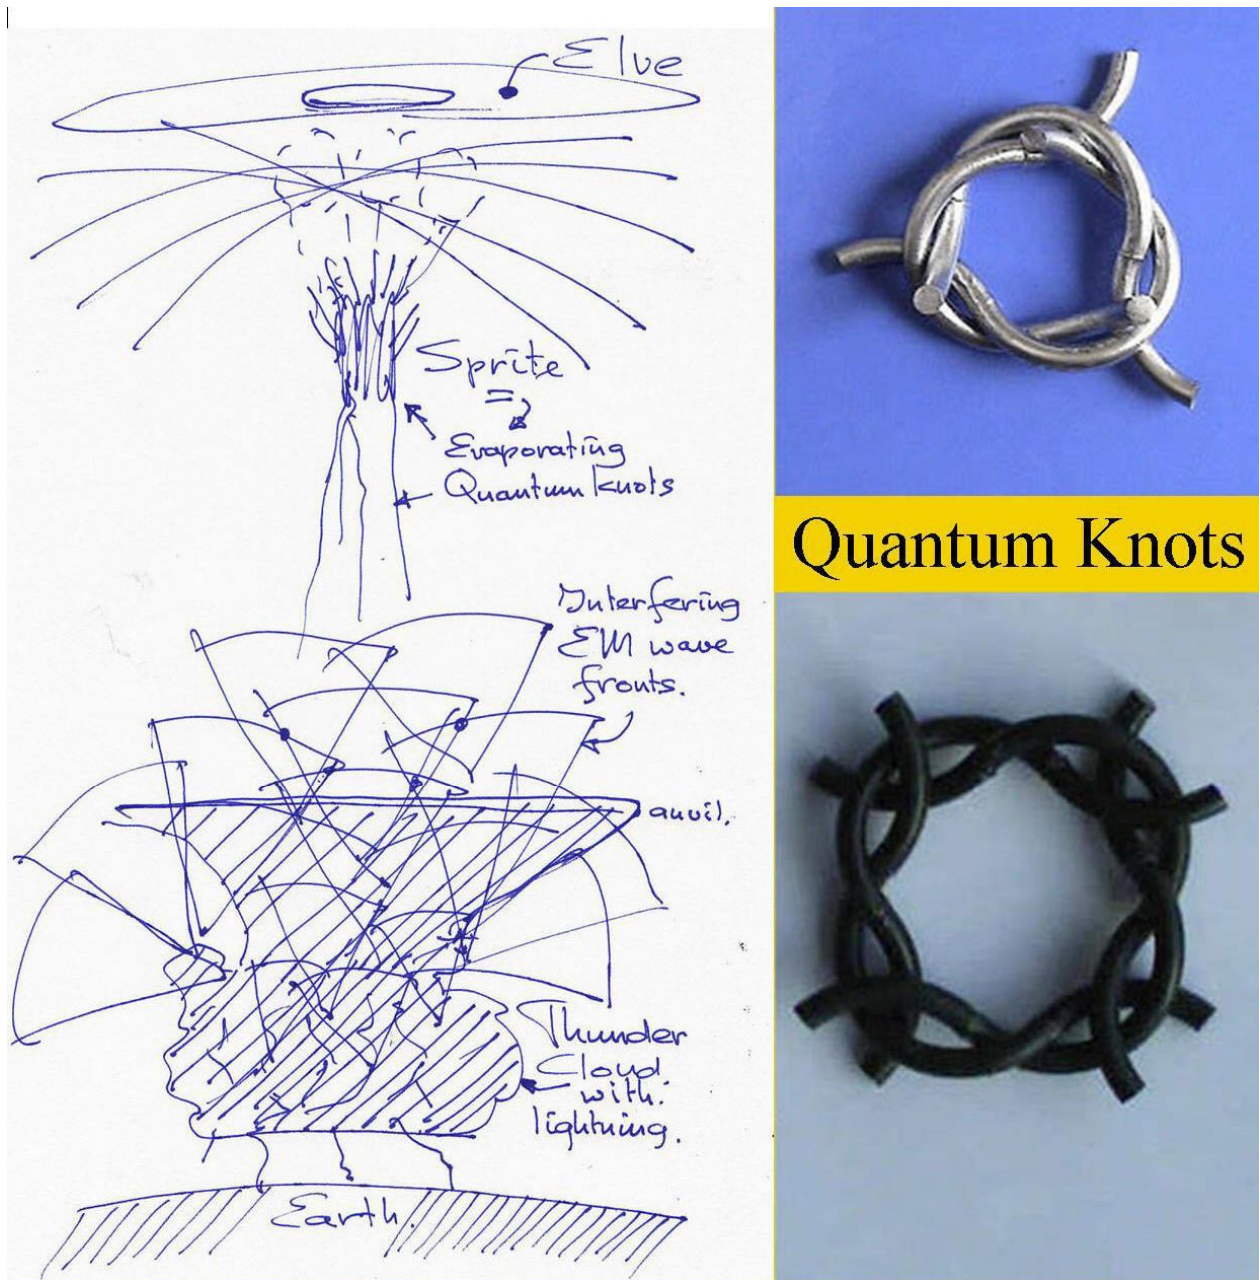 Elve
Sprite
=
Evaporating
Quantum knots
Interfering
EM wave
fronts.
anvil.
Thunder
Cloud
with.
lightning.
Earth.
Quantum Knots